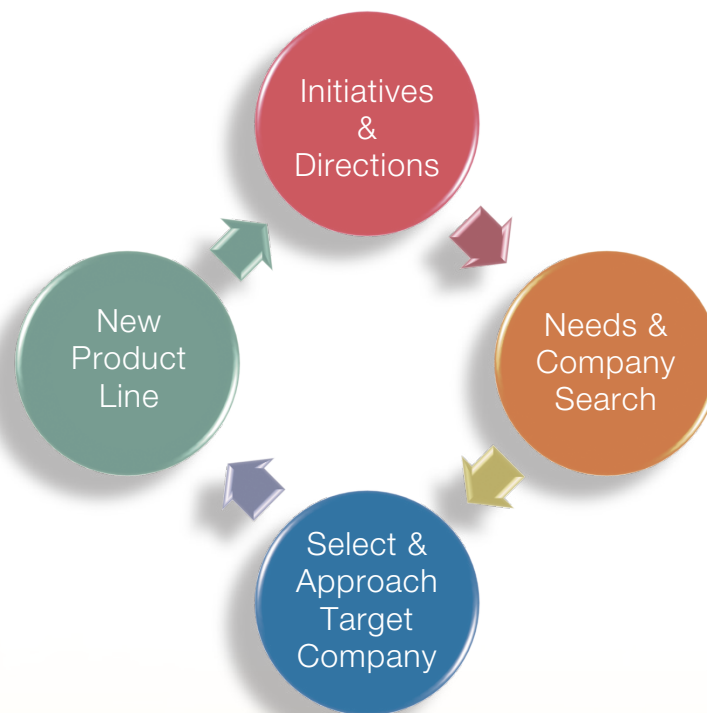 Initiatives
&
Directions
Needs &
Company
Search
Select &
Approach
Target
Company
New
Product
Line